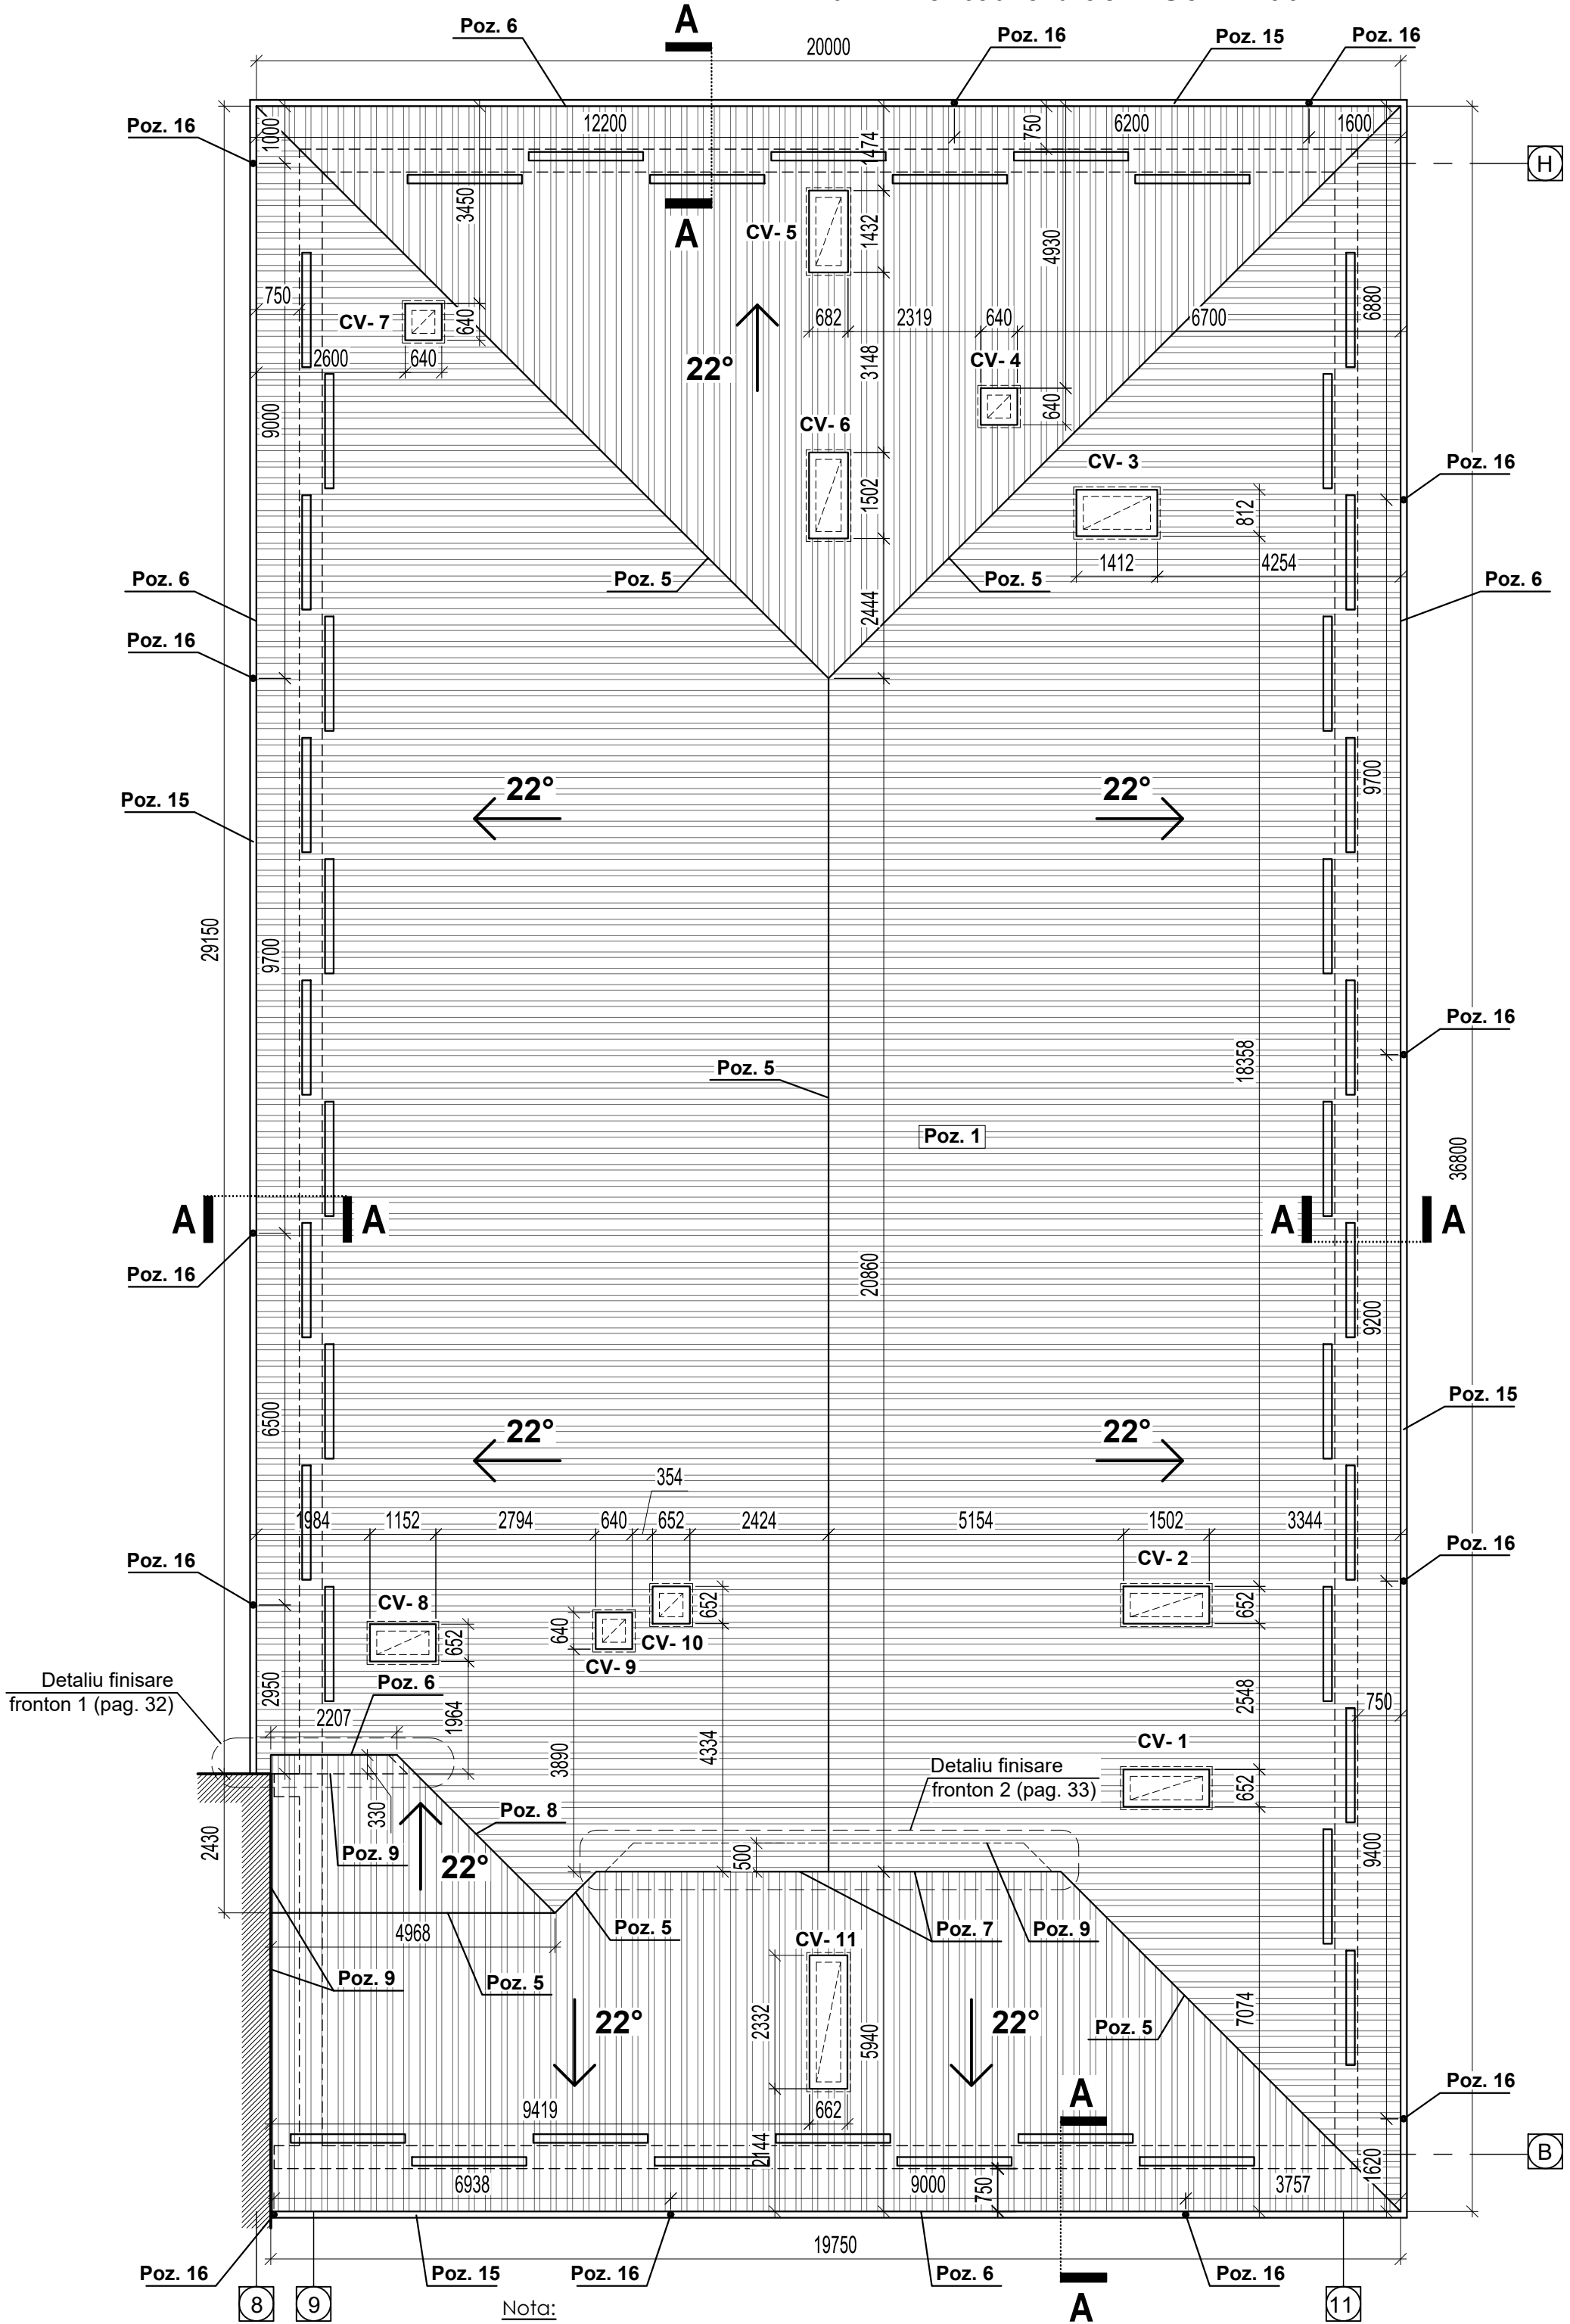 A
Poz. 6
20000
Poz. 16
Poz. 15
Poz. 16
Poz. 16
1000
12200
1474
750
6200
1600
H
3450
A
CV- 5
1432
4930
6880
750
CV- 7
640
682
2319
640
6700
2600
640
22°
3148
CV- 4
640
9000
CV- 6
CV- 3
Poz. 16
1502
812
1412
4254
Poz. 6
Poz. 5
2444
Poz. 5
Poz. 6
Poz. 16
22°
22°
9700
Poz. 15
29150
9700
Poz. 16
Poz. 5
18358
Poz. 1
36800
A
A
A
A
Poz. 16
20860
9200
Poz. 15
6500
22°
22°
354
1984
1152
2794
640
652
2424
5154
1502
3344
Poz. 16
CV- 2
Poz. 16
CV- 8
652
640
652
652
CV- 10
CV- 9
Detaliu finisare
fronton 1 (pag. 32)
2950
Poz. 6
2207
1964
3890
4334
2548
750
CV- 1
Detaliu finisare
fronton 2 (pag. 33)
652
330
Poz. 8
2430
Poz. 9
22°
500
9400
4968
Poz. 5
CV- 11
Poz. 7
Poz. 9
Poz. 9
Poz. 5
2332
22°
5940
22°
Poz. 5
7074
9419
662
A
Poz. 16
2144
B
1620
6938
9000
750
3757
19750
Poz. 16
Poz. 15
Poz. 16
Poz. 6
Poz. 16
8
9
11
A
Nota: